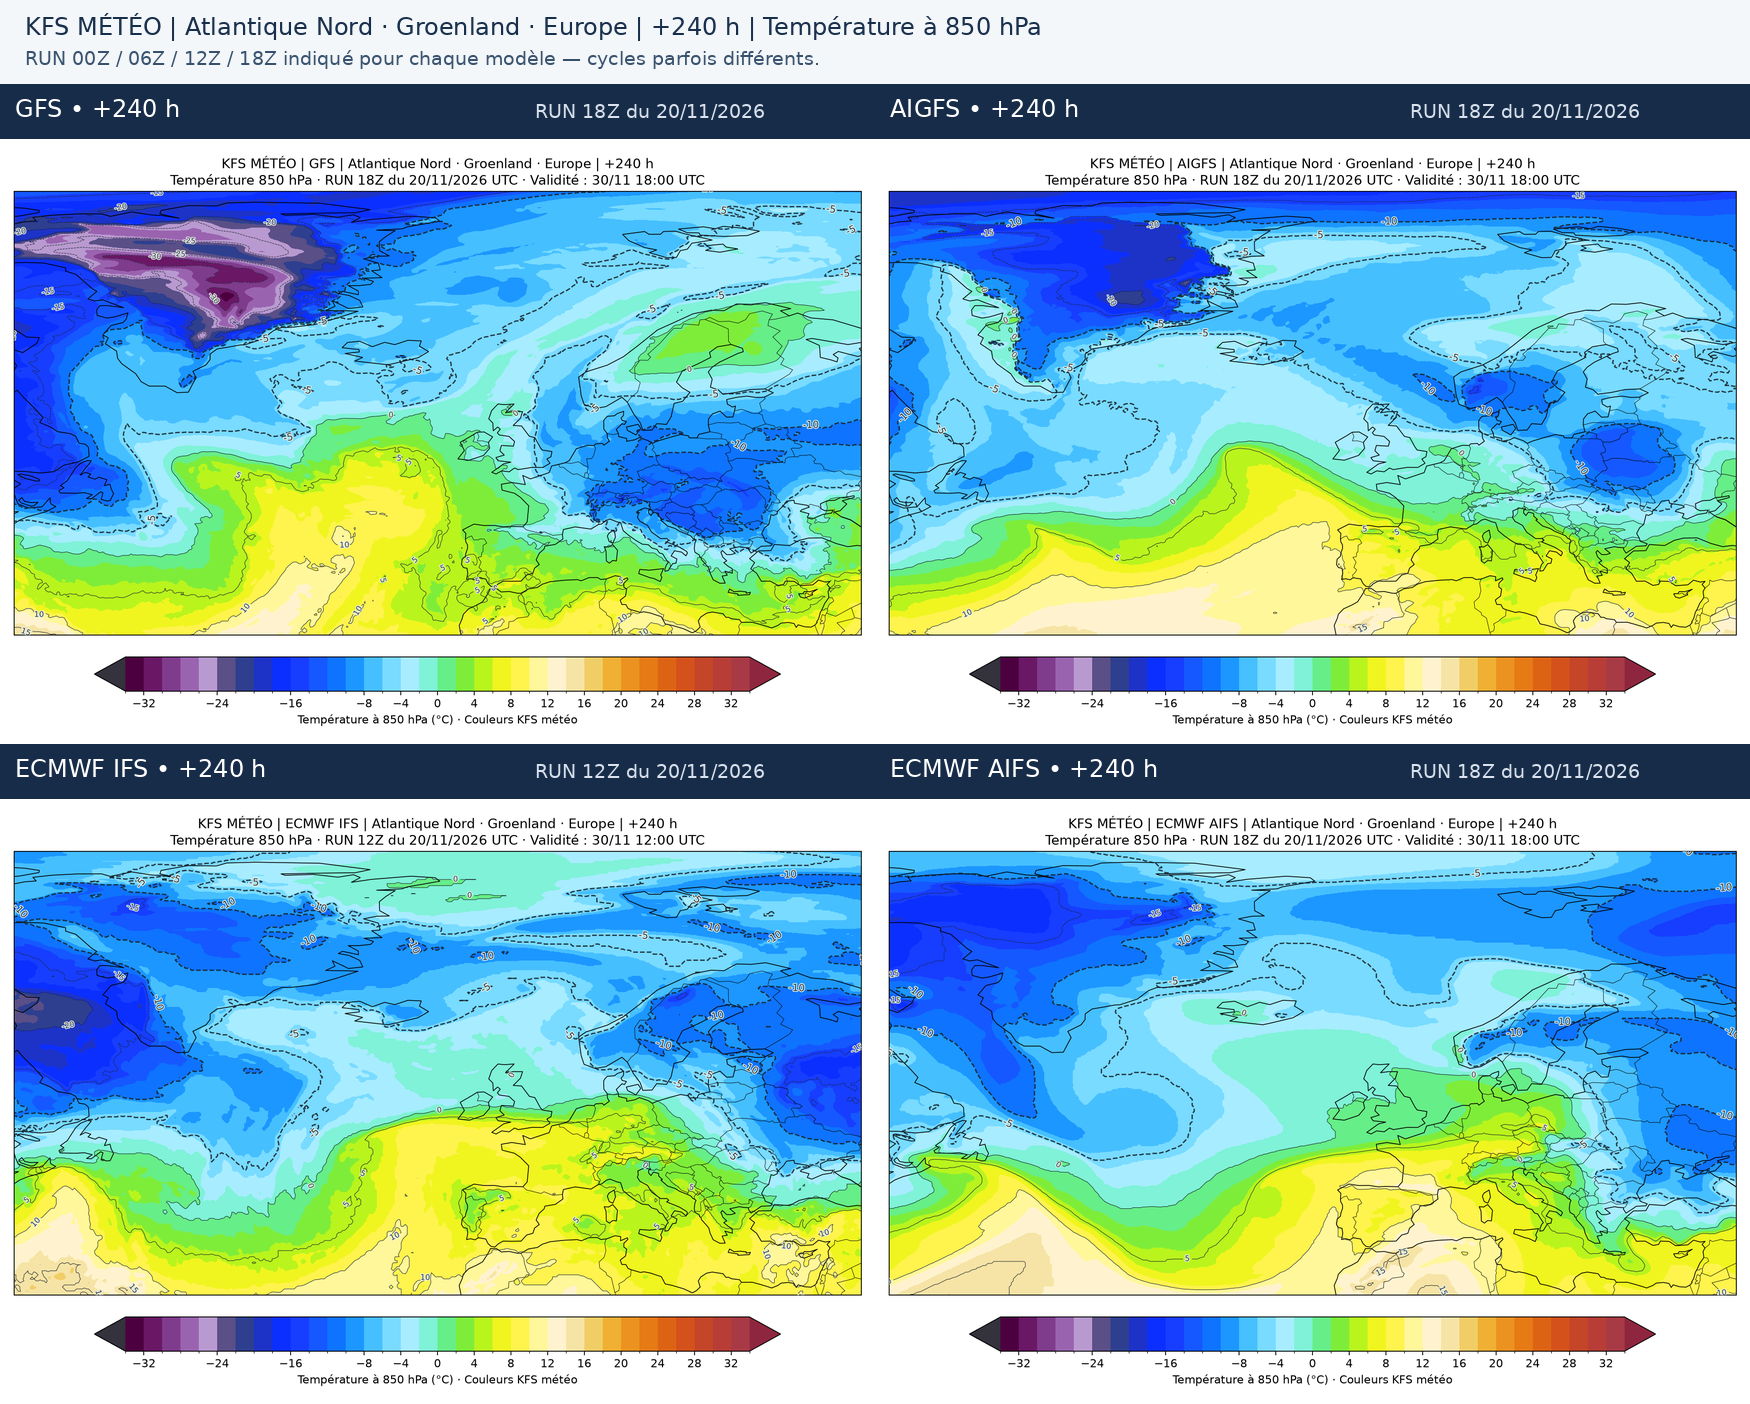 KFS MÉTÉO | Atlantique Nord · Groenland · Europe | +240 h | Température à 850 hPa
RUN 00Z / 06Z / 12Z / 18Z indiqué pour chaque modèle — cycles parfois différents.
GFS • +240 h
RUN 18Z du 20/11/2026
AIGFS • +240 h
RUN 18Z du 20/11/2026
KFS MÉTÉO | GFS | Atlantique Nord · Groenland · Europe | +240 h
Température 850 hPa · RUN 18Z du 20/11/2026 UTC · Validité : 30/11 18:00 UTC
KFS MÉTÉO | AIGFS | Atlantique Nord · Groenland · Europe | +240 h
Température 850 hPa · RUN 18Z du 20/11/2026 UTC · Validité : 30/11 18:00 UTC
−32 −24 −16 −8 −4 0 4 8 12 16 20 24 28 32
Température à 850 hPa (°C) · Couleurs KFS météo
−32 −24 −16 −8 −4 0 4 8 12 16 20 24 28 32
Température à 850 hPa (°C) · Couleurs KFS météo
ECMWF IFS • +240 h
RUN 12Z du 20/11/2026
ECMWF AIFS • +240 h
RUN 18Z du 20/11/2026
KFS MÉTÉO | ECMWF IFS | Atlantique Nord · Groenland · Europe | +240 h
Température 850 hPa · RUN 12Z du 20/11/2026 UTC · Validité : 30/11 12:00 UTC
KFS MÉTÉO | ECMWF AIFS | Atlantique Nord · Groenland · Europe | +240 h
Température 850 hPa · RUN 18Z du 20/11/2026 UTC · Validité : 30/11 18:00 UTC
−32 −24 −16 −8 −4 0 4 8 12 16 20 24 28 32
Température à 850 hPa (°C) · Couleurs KFS météo
−32 −24 −16 −8 −4 0 4 8 12 16 20 24 28 32
Température à 850 hPa (°C) · Couleurs KFS météo